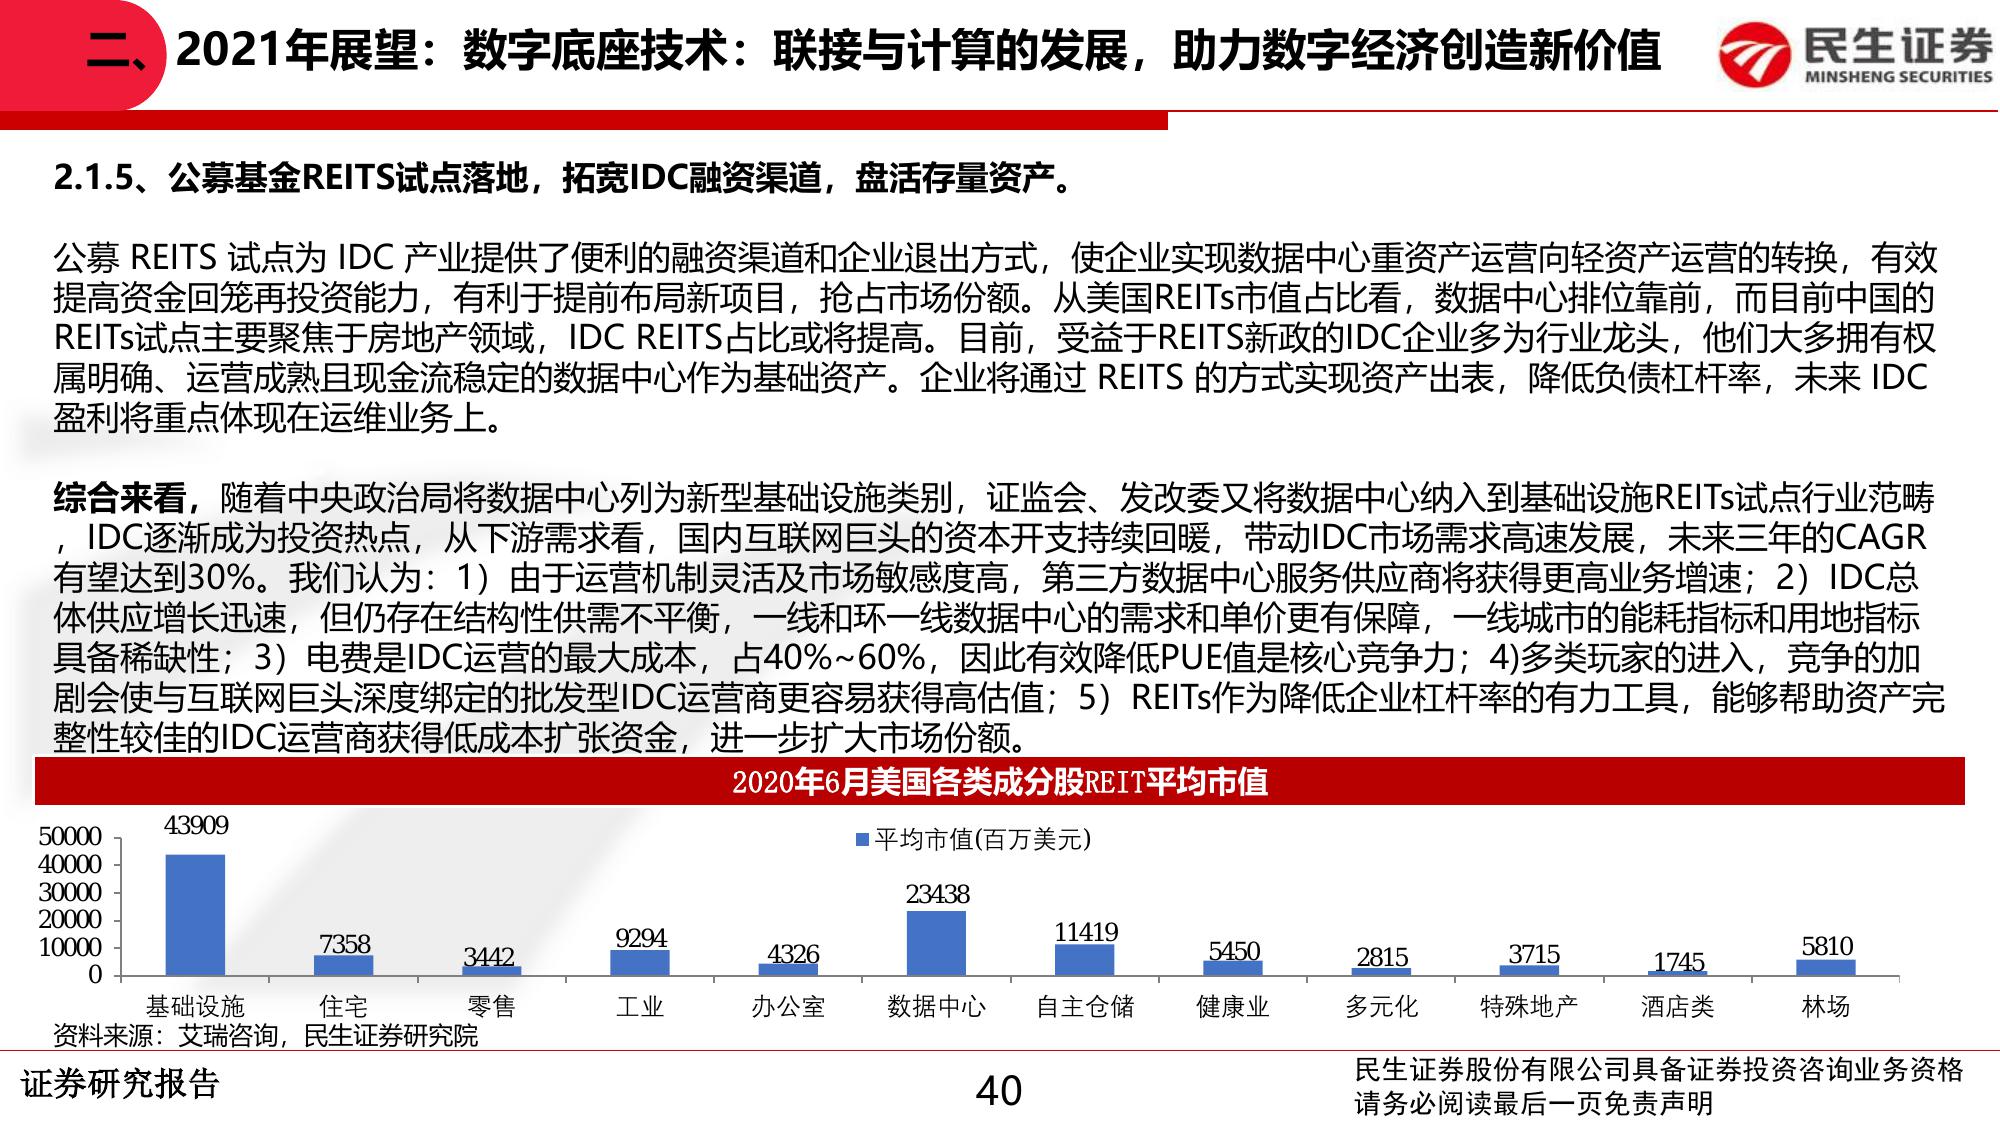 二、2021年展望：数字底座技术：联接与计算的发展，助力数字经济创造新价值
民生证券
MINSHENG SECURITIES
2.1.5、公募基金REITS试点落地，拓宽IDC融资渠道，盘活存量资产。
公募 REITS 试点为 IDC 产业提供了便利的融资渠道和企业退出方式，使企业实现数据中心重资产运营向轻资产运营的转换，有效
提高资金回笼再投资能力，有利于提前布局新项目，抢占市场份额。从美国REITs市值占比看，数据中心排位靠前，而目前中国的
REITs试点主要聚焦于房地产领域，IDC REITS占比或将提高。目前，受益于REITS新政的IDC企业多为行业龙头，他们大多拥有权
属明确、运营成熟且现金流稳定的数据中心作为基础资产。企业将通过 REITS 的方式实现资产出表，降低负债杠杆率，未来 IDC
盈利将重点体现在运维业务上。
综合来看，随着中央政治局将数据中心列为新型基础设施类别，证监会、发改委又将数据中心纳入到基础设施REITs试点行业范畴
，IDC逐渐成为投资热点，从下游需求看，国内互联网巨头的资本开支持续回暖，带动IDC市场需求高速发展，未来三年的CAGR
有望达到30%。我们认为：1）由于运营机制灵活及市场敏感度高，第三方数据中心服务供应商将获得更高业务增速；2）IDC总
体供应增长迅速，但仍存在结构性供需不平衡，一线和环一线数据中心的需求和单价更有保障，一线城市的能耗指标和用地指标
具备稀缺性；3）电费是IDC运营的最大成本，占40%~60%，因此有效降低PUE值是核心竞争力；4)多类玩家的进入，竞争的加
剧会使与互联网巨头深度绑定的批发型IDC运营商更容易获得高估值；5）REITs作为降低企业杠杆率的有力工具，能够帮助资产完
整性较佳的IDC运营商获得低成本扩张资金，进一步扩大市场份额。
2020年6月美国各类成分股REIT平均市值
平均市值(百万美元)
50000
40000
30000
20000
10000
0
43909
7358
3442
9294
4326
23438
11419
5450
2815
3715
1745
5810
基础设施 住宅 零售 工业 办公室 数据中心 自主仓储 健康业 多元化 特殊地产 酒店类 林场
资料来源：艾瑞咨询，民生证券研究院
证券研究报告
40
民生证券股份有限公司具备证券投资咨询业务资格
请务必阅读最后一页免责声明